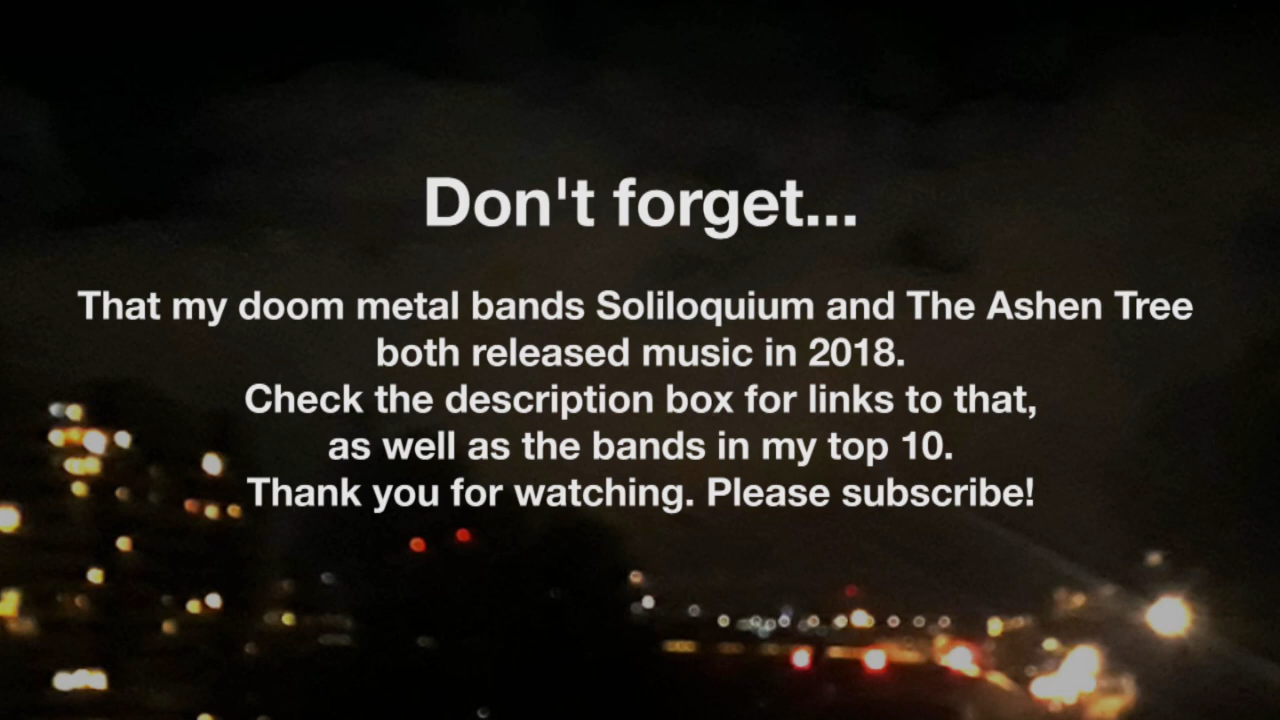 Don't forget...
That my doom metal bands Soliloquium and The Ashen Tree
both released music in 2018.
Check the description box for links to that,
as well as the bands in my top 10.
Thank you for watching. Please subscribe!